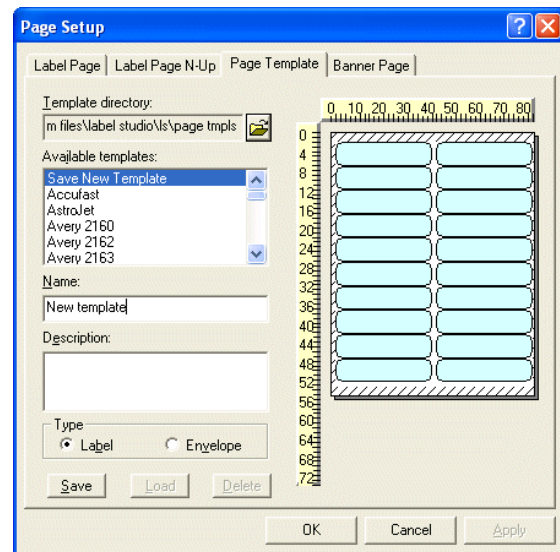 Page Setup
Label Page
Label Page N-Up
Page Template
Banner Page
Template directory:
m files\label studio\ls\page tmpls
Available templates:
Save New Template
Accufast
AstroJet
Avery 2160
Avery 2162
Avery 2163
Name:
New template
Description:
Type
Label
Envelope
Save
Load
Delete
0 10 20 30 40 50 60 70 80
0
4
8
12
16
20
24
28
32
36
40
44
48
52
56
60
64
68
72
OK
Cancel
Apply